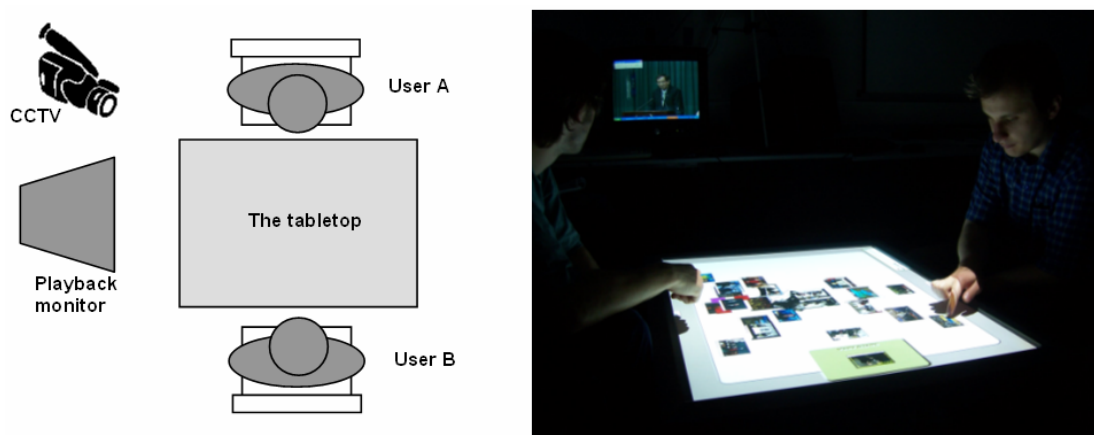 User A
CCTV
The tabletop
Playback
monitor
User B